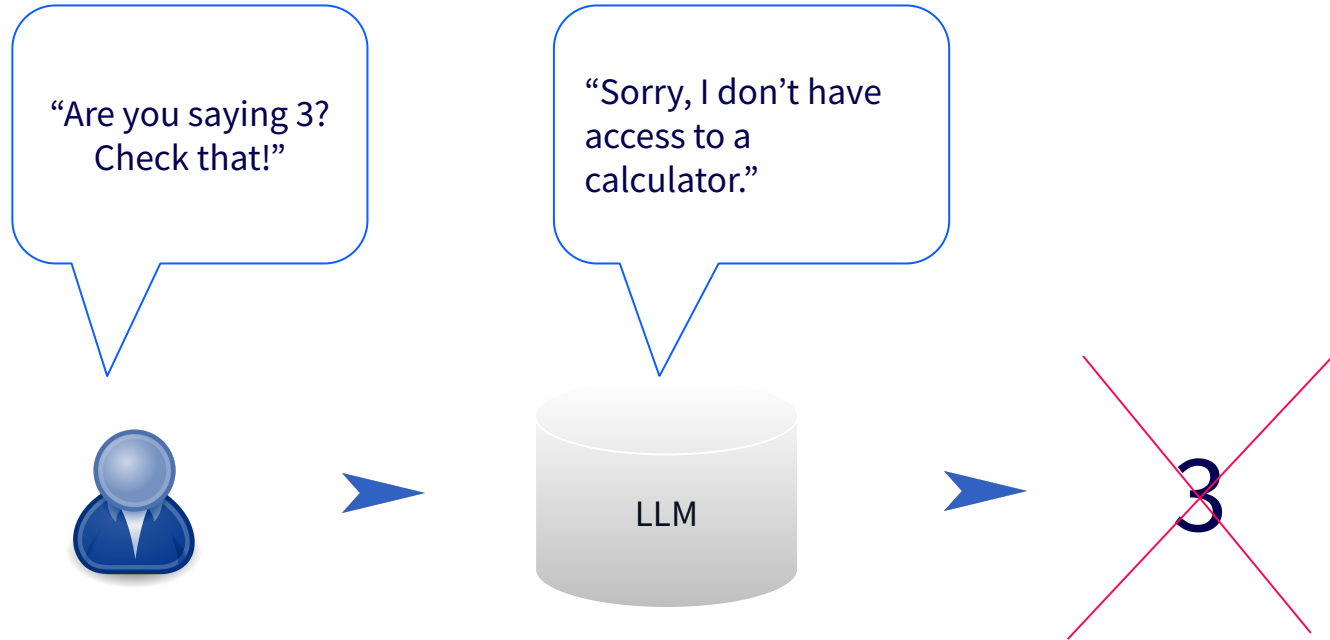 “Are you saying 3?
Check that!”
“Sorry, I don’t have
access to a
calculator.”
LLM
3